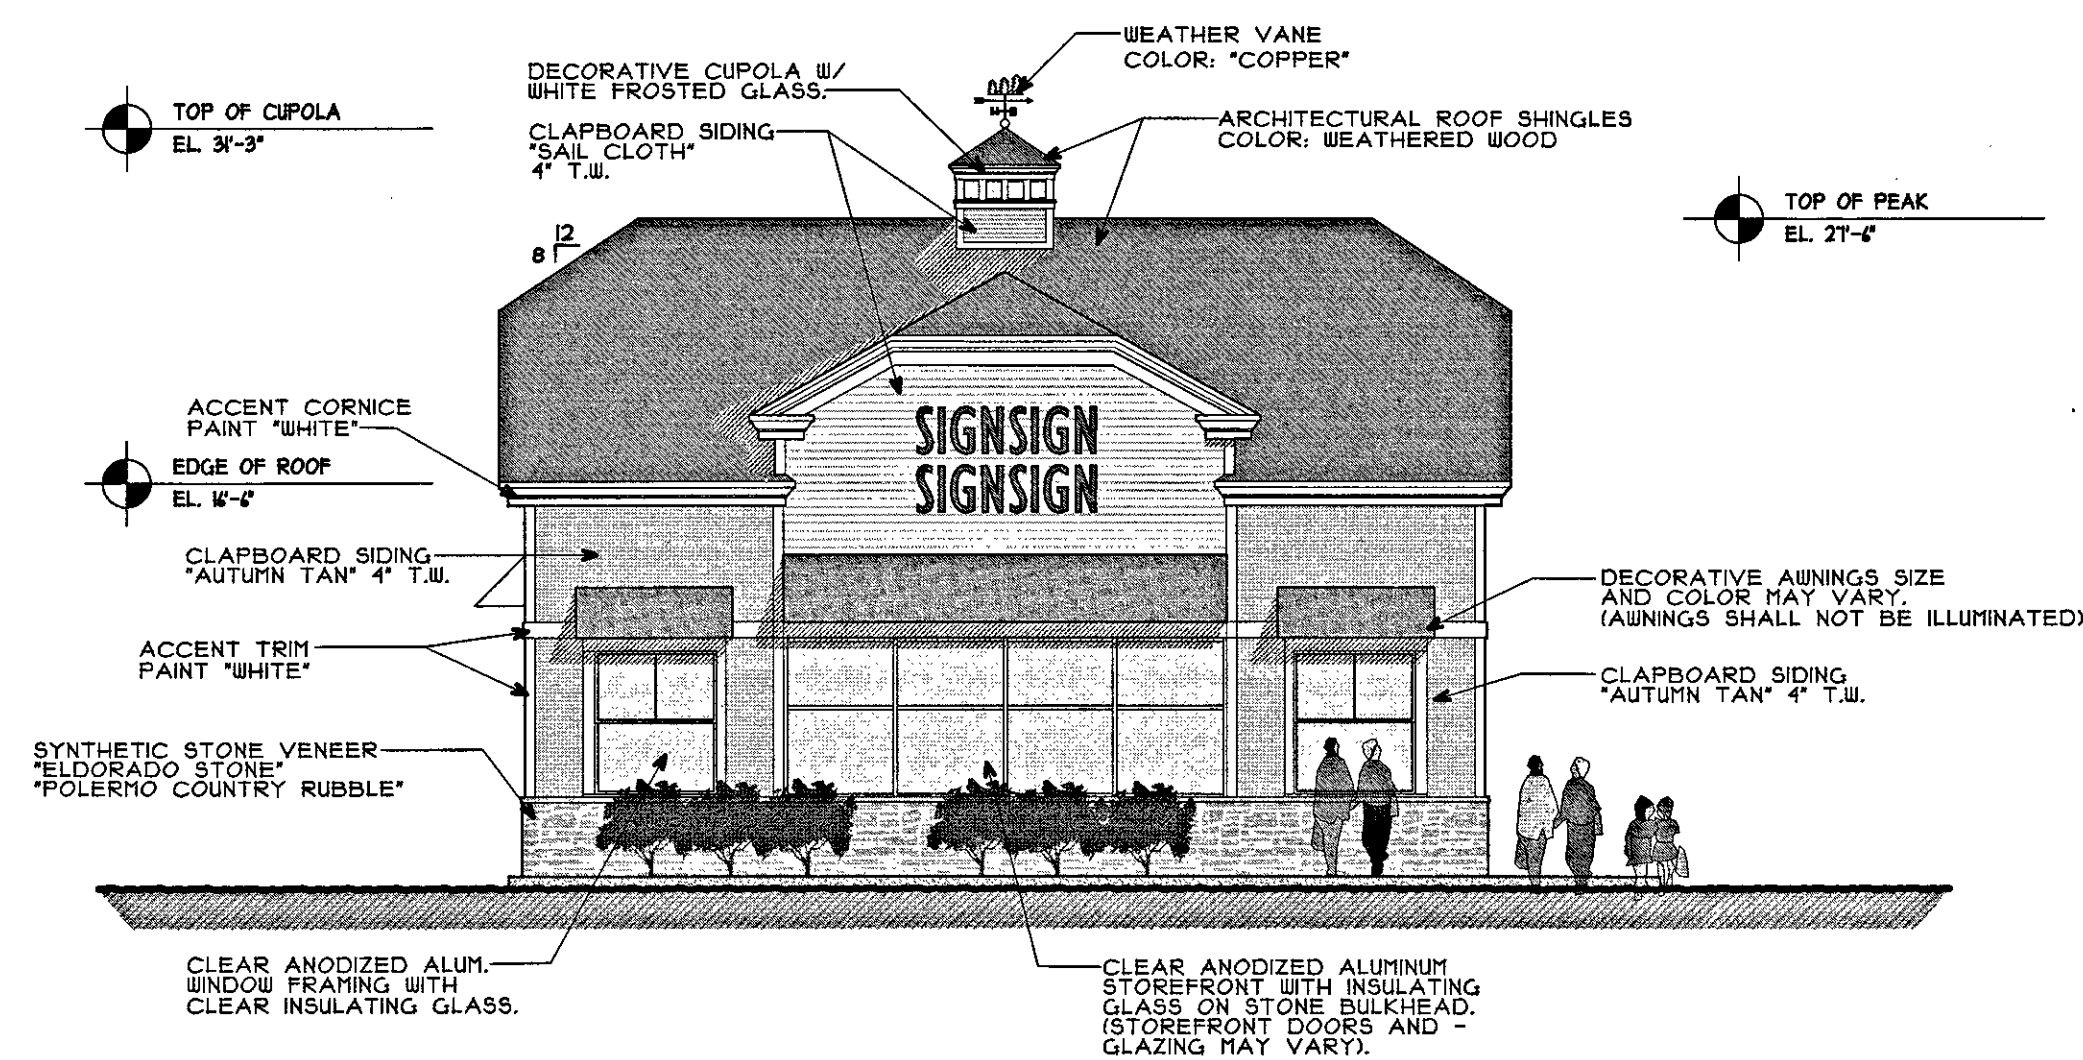 WEATHER VANE
COLOR: "COPPER"
DECORATIVE CUPOLA W/
WHITE FROSTED GLASS.
TOP OF CUPOLA
EL. 31'-3"
CLAPBOARD SIDING
"SAIL CLOTH"
4" T.W.
ARCHITECTURAL ROOF SHINGLES
COLOR: WEATHERED WOOD
TOP OF PEAK
EL. 27'-6"
12
8
W E
ACCENT CORNICE
PAINT "WHITE"
SIGNSIGN
SIGNSIGN
EDGE OF ROOF
EL. 16'-6"
CLAPBOARD SIDING
"AUTUMN TAN" 4" T.W.
DECORATIVE AWNINGS SIZE
AND COLOR MAY VARY.
(AWNINGS SHALL NOT BE ILLUMINATED)
ACCENT TRIM
PAINT "WHITE"
CLAPBOARD SIDING
"AUTUMN TAN" 4" T.W.
SYNTHETIC STONE VENEER
"ELDORADO STONE"
"POLERMO COUNTRY RUBBLE"
CLEAR ANODIZED ALUM.
WINDOW FRAMING WITH
CLEAR INSULATING GLASS.
CLEAR ANODIZED ALUMINUM
STOREFRONT WITH INSULATING
GLASS ON STONE BULKHEAD.
(STOREFRONT DOORS AND -
GLAZING MAY VARY).